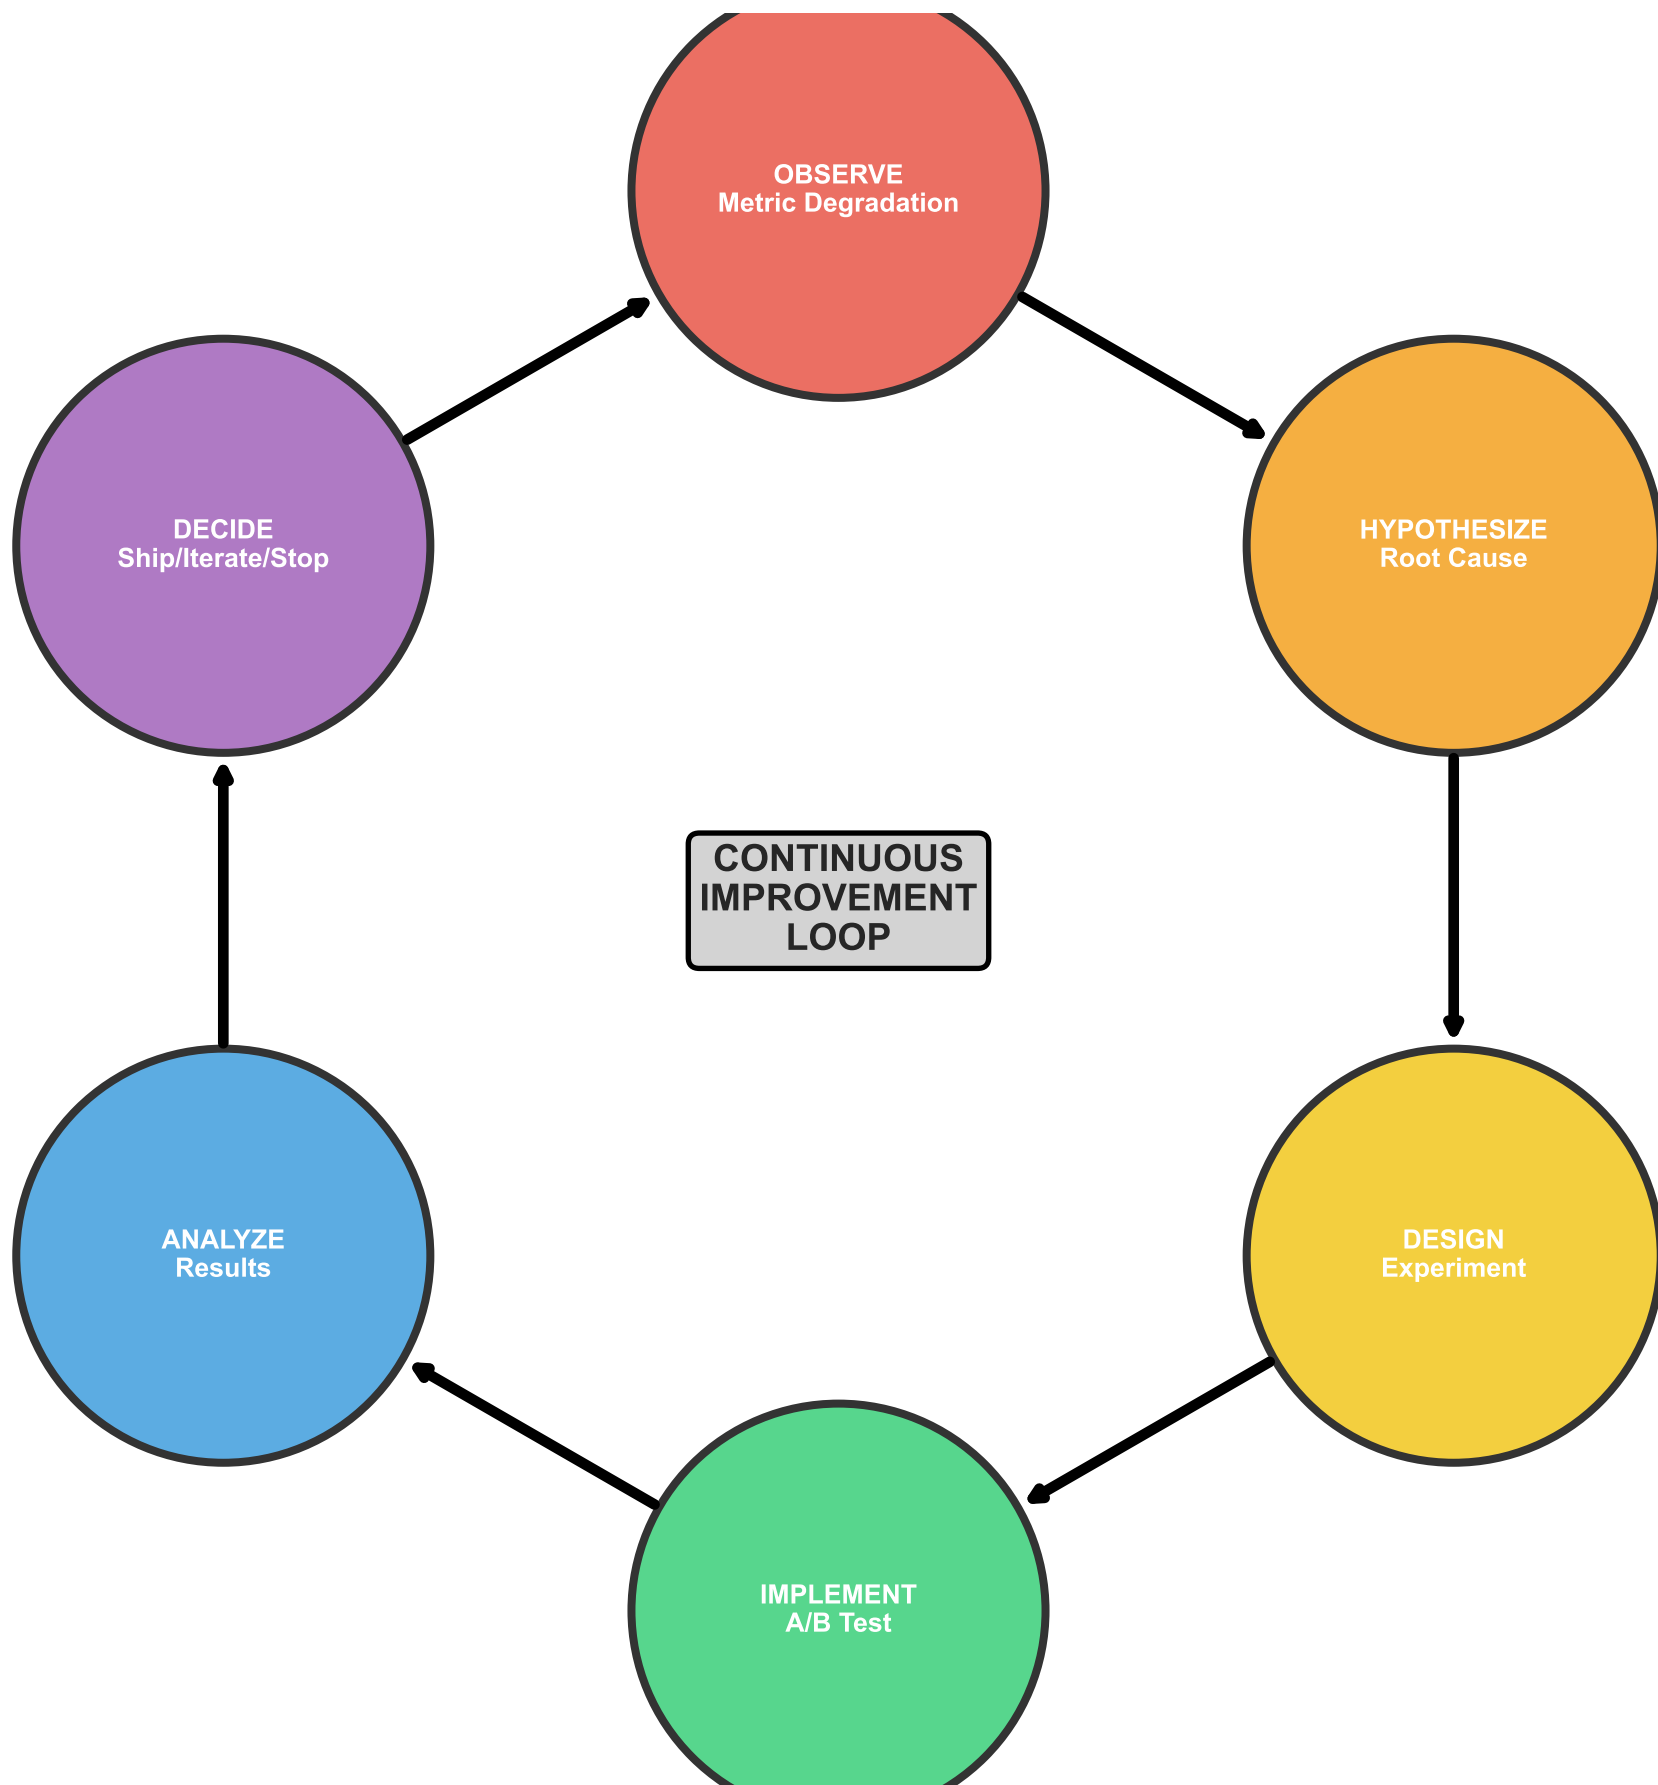 OBSERVE
Metric Degradation
HYPOTHESIZE
Root Cause
DESIGN
Experiment
IMPLEMENT
A/B Test
ANALYZE
Results
DECIDE
Ship/Iterate/Stop
CONTINUOUS
IMPROVEMENT
LOOP